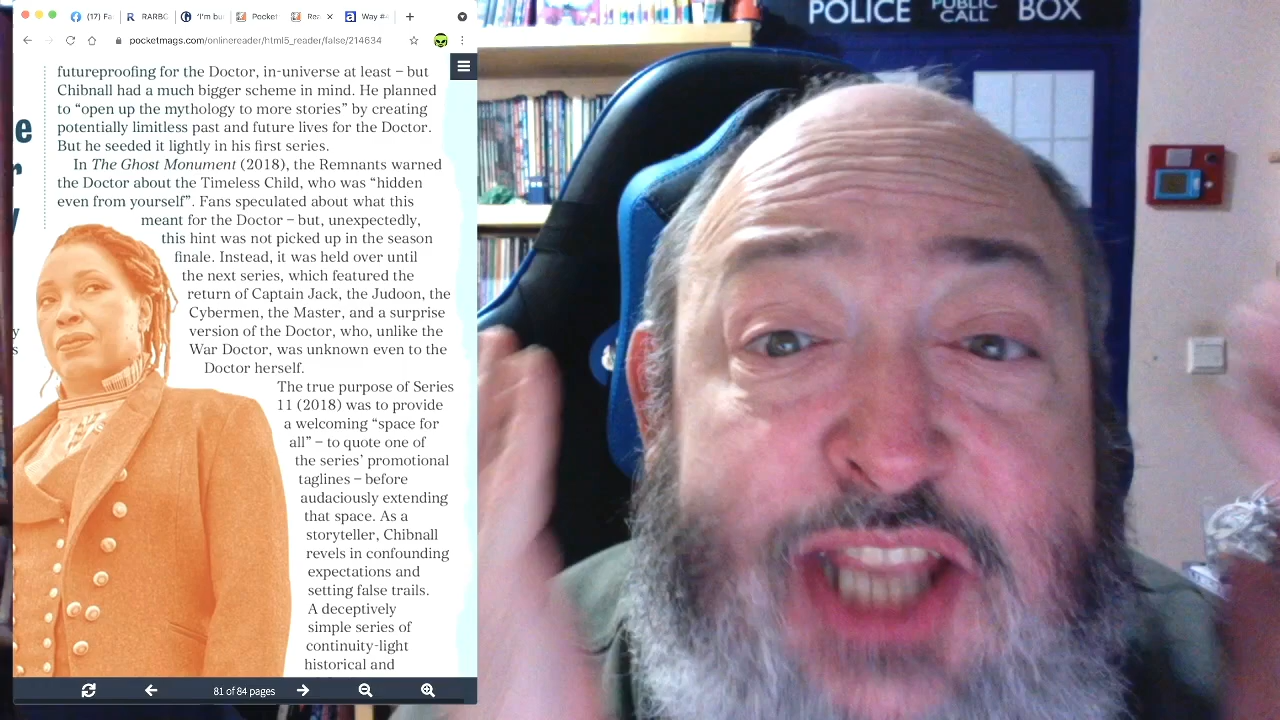 (17) Fa
RARBG
'I'm bu
Pocket
Rea
Way #
pocketmags.com/onlinereader/html5_reader/false/214634
futureproofing for the Doctor, in-universe at least – but
Chibnall had a much bigger scheme in mind. He planned
to “open up the mythology to more stories” by creating
potentially limitless past and future lives for the Doctor.
But he seeded it lightly in his first series.
In The Ghost Monument (2018), the Remnants warned
the Doctor about the Timeless Child, who was “hidden
even from yourself”. Fans speculated about what this
meant for the Doctor – but, unexpectedly,
this hint was not picked up in the season
finale. Instead, it was held over until
the next series, which featured the
return of Captain Jack, the Judoon, the
Cybermen, the Master, and a surprise
version of the Doctor, who, unlike the
War Doctor, was unknown even to the
Doctor herself.
The true purpose of Series
11 (2018) was to provide
a welcoming “space for
all” – to quote one of
the series’ promotional
taglines – before
audaciously extending
that space. As a
storyteller, Chibnall
revels in confounding
expectations and
setting false trails.
A deceptively
simple series of
continuity-light
historical and
81 of 84 pages
POLICE PUBLIC CALL BOX